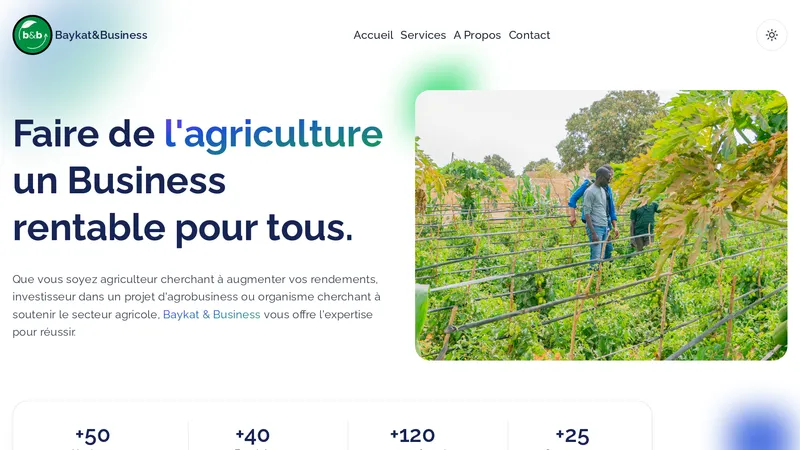 b&b
Baykat&Business
Accueil Services A Propos Contact
Faire de l'agriculture
un Business
rentable pour tous.
Que vous soyez agriculteur cherchant à augmenter vos rendements,
investisseur dans un projet d'agrobusiness ou organisme cherchant à
soutenir le secteur agricole, Baykat & Business vous offre l'expertise
pour réussir.
+50 +40 +120 +25